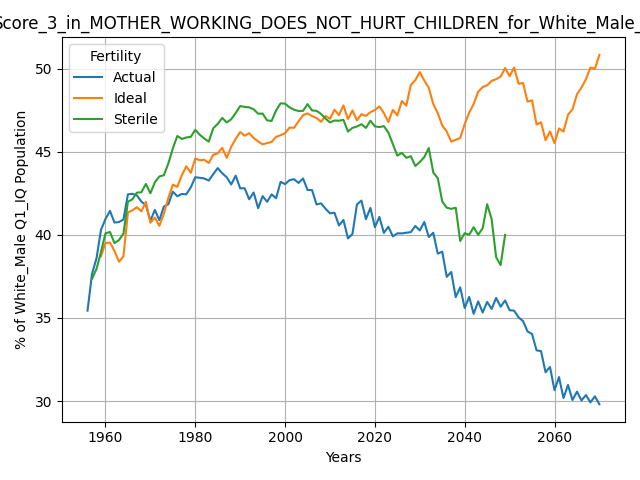 Score_3_in_MOTHER_WORKING_DOES_NOT_HURT_CHILDREN_for_White_Male_
Fertility
Actual
Ideal
Sterile
% of White_Male Q1_IQ Population
50
45
40
35
30
1960
1980
2000
2020
2040
2060
Years